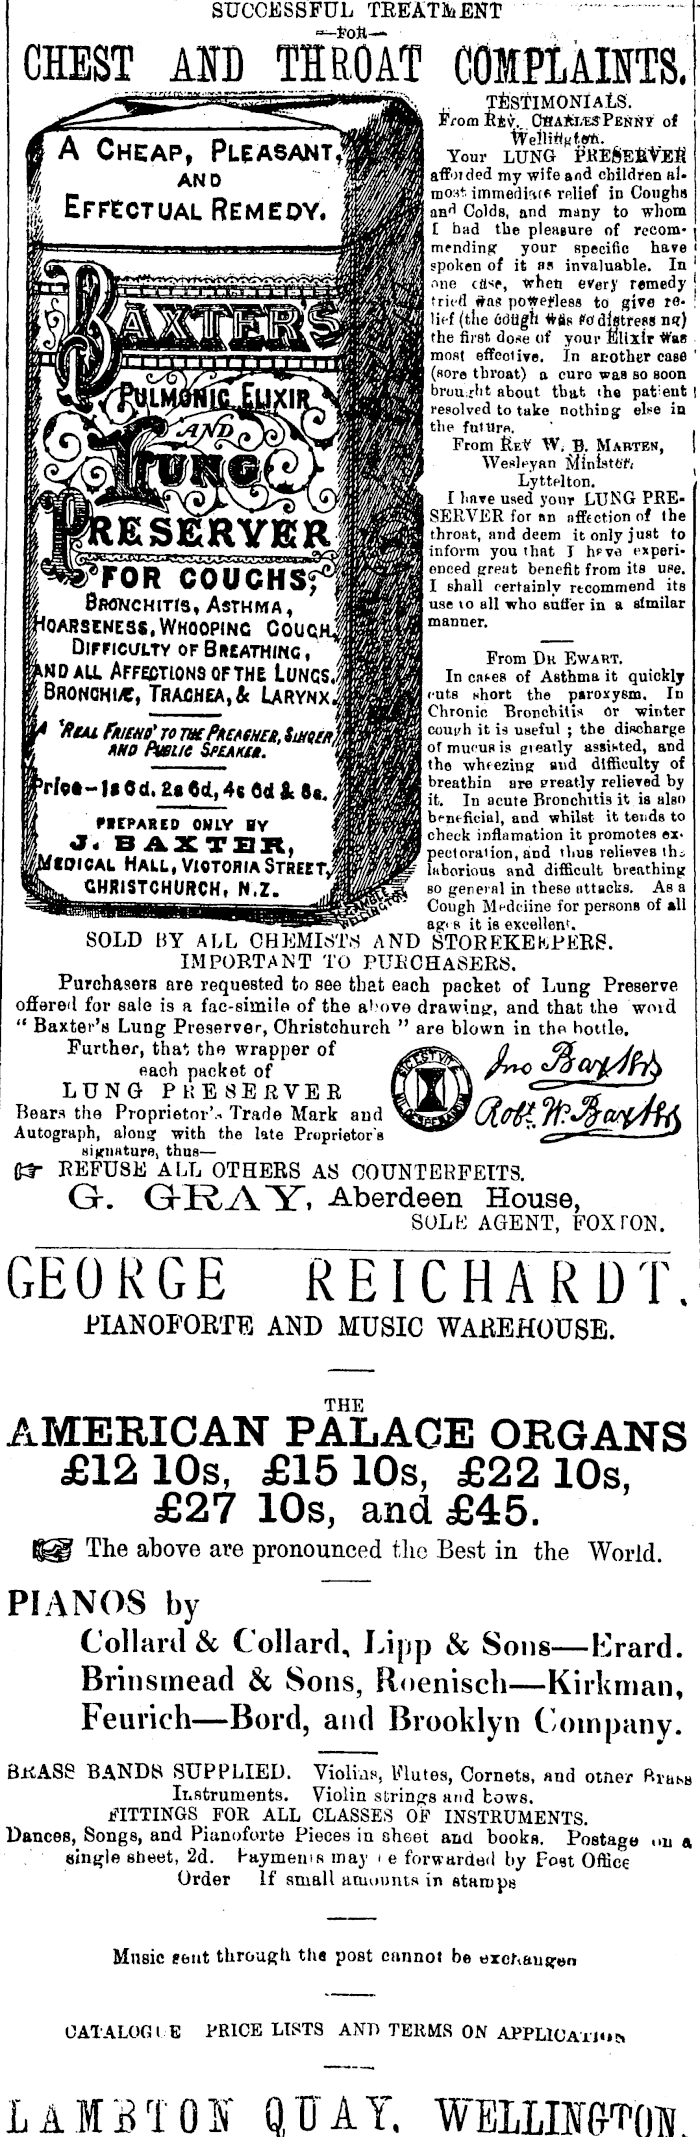 SUCCESSFUL TREATMENT
—FOR—
CHEST AND THROAT COMPLAINTS.
A CHEAP, PLEASANT,
AND
EFFECTUAL REMEDY.
BAXTER'S
PULMONIC ELIXIR
AND
LUNG
PRESERVER
FOR COUGHS,
BRONCHITIS, ASTHMA,
HOARSENESS, WHOOPING COUGH,
DIFFICULTY OF BREATHING,
AND ALL AFFECTIONS OF THE LUNGS,
BRONCHIÆ, TRACHEA, & LARYNX.
A 'REAL FRIEND' TO THE PREACHER, SINGER,
AND PUBLIC SPEAKER.
Price—1s 6d. 2s 6d, 4s 6d & 8s.
PREPARED ONLY BY
J. BAXTER,
MEDICAL HALL, VICTORIA STREET,
CHRISTCHURCH, N.Z.
WELLINGTON
TESTIMONIALS.
From REV. CHARLES PENNY of
Wellington.
Your LUNG PRESERVER
afforded my wife and children al-
most immediate relief in Coughs
and Colds, and many to whom
I had the pleasure of recom-
mending your specific have
spoken of it as invaluable. In
one case, when every remedy
tried was powerless to give re-
lief (the cough was so distress ng)
the first dose of your Elixir was
most effective. In another case
(sore throat) a cure was so soon
brought about that the patient
resolved to take nothing else in
the future.
From REV W. B. MARTEN,
Wesleyan Minister,
Lyttelton.
I have used your LUNG PRE-
SERVER for an affection of the
throat, and deem it only just to
inform you that I have experi-
enced great benefit from its use.
I shall certainly recommend its
use to all who suffer in a similar
manner.
From DR EWART.
In cases of Asthma it quickly
cuts short the paroxysm. In
Chronic Bronchitis or winter
cough it is useful ; the discharge
of mucus is greatly assisted, and
the wheezing and difficulty of
breathin are greatly relieved by
it. In acute Bronchitis it is also
beneficial, and whilst it tends to
check inflamation it promotes ex-
pectoration, and thus relieves the
laborious and difficult breathing
so general in these attacks. As a
Cough Medciine for persons of all
ages it is excellent.
SOLD BY ALL CHEMISTS AND STOREKEEPERS.
IMPORTANT TO PURCHASERS.
Purchasers are requested to see that each packet of Lung Preserve
offered for sale is a fac-simile of the above drawing, and that the word
" Baxter's Lung Preserver, Christchurch " are blown in the bottle.
Further, that the wrapper of
each packet of
LUNG PRESERVER
Bears the Proprietor's Trade Mark and
Autograph, along with the late Proprietor's
signature, thus—
Jno Baxter
Robt. W. Baxter
☞ REFUSE ALL OTHERS AS COUNTERFEITS.
G. GRAY, Aberdeen House,
SOLE AGENT, FOXTON.
GEORGE REICHARDT.
PIANOFORTE AND MUSIC WAREHOUSE.
THE
AMERICAN PALACE ORGANS
£12 10s, £15 10s, £22 10s,
£27 10s, and £45.
☞ The above are pronounced the Best in the World.
PIANOS by
Collard & Collard, Lipp & Sons—Erard.
Brinsmead & Sons, Roenisch—Kirkman,
Feurich—Bord, and Brooklyn Company.
BRASS BANDS SUPPLIED. Violins, Flutes, Cornets, and other Brass
Instruments. Violin strings and bows.
FITTINGS FOR ALL CLASSES OF INSTRUMENTS.
Dances, Songs, and Pianoforte Pieces in sheet and books. Postage on a
single sheet, 2d. Payments may be forwarded by Post Office
Order If small amounts in stamps
Music sent through the post cannot be exchanged
CATALOGUE PRICE LISTS AND TERMS ON APPLICATION
LAMBTON QUAY, WELLINGTON.